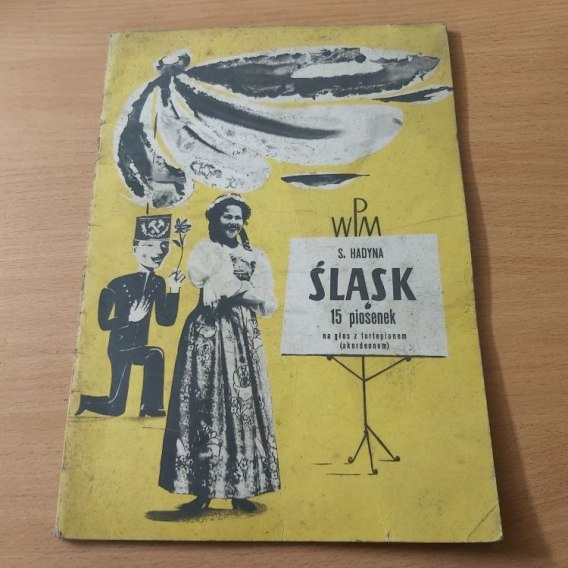 WPM
S. HADYNA
ŚLĄSK
15 piosenek
na głos z fortepianem
(akordeonem)